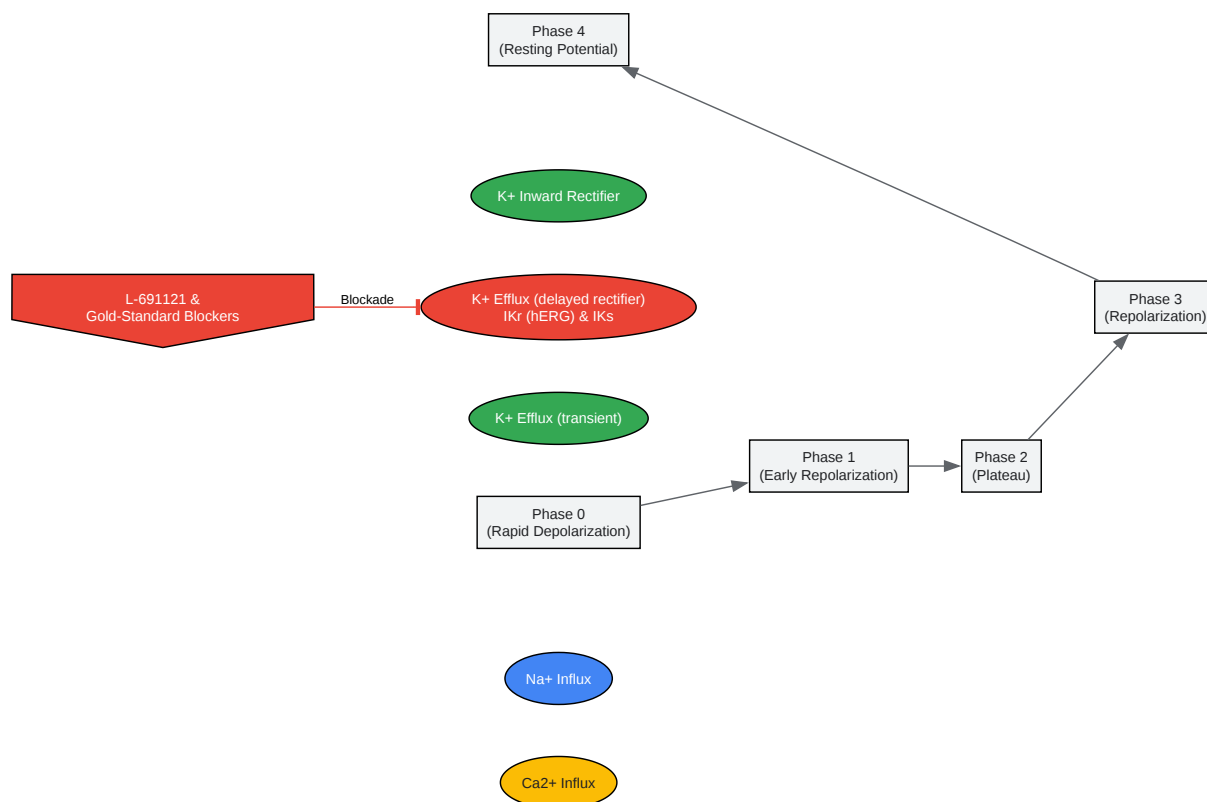 Phase 4
(Resting Potential)
K+ Inward Rectifier
L-691121 &
Gold-Standard Blockers
Blockade
K+ Efflux (delayed rectifier)
IKr (hERG) & IKs
Phase 3
(Repolarization)
K+ Efflux (transient)
Phase 1
(Early Repolarization)
Phase 2
(Plateau)
Phase 0
(Rapid Depolarization)
Na+ Influx
Ca2+ Influx